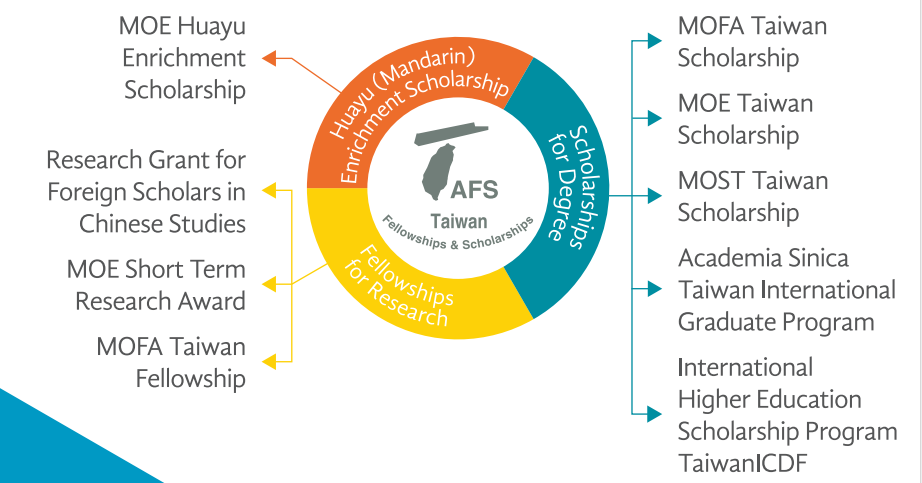 MOE Huayu
Enrichment
Scholarship
Research Grant for
Foreign Scholars in
Chinese Studies
MOE Short Term
Research Award
MOFA Taiwan
Fellowship
Huayu (Mandarin)
Enrichment Scholarship
Scholarships
for Degree
Fellowships
for Research
TAFS
Taiwan
Fellowships & Scholarships
MOFA Taiwan
Scholarship
MOE Taiwan
Scholarship
MOST Taiwan
Scholarship
Academia Sinica
Taiwan International
Graduate Program
International
Higher Education
Scholarship Program
TaiwanICDF